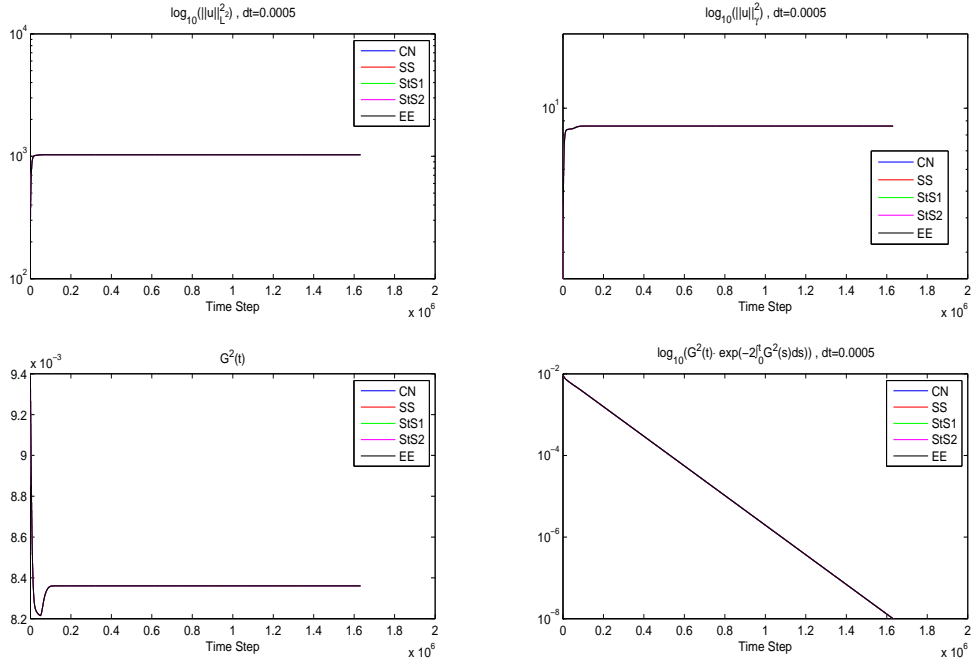 log10(||u||²L²) , dt=0.0005
10⁴
10³
10²
0 0.2 0.4 0.6 0.8 1 1.2 1.4 1.6 1.8 2
Time Step
x 10⁶
CN
SS
StS1
StS2
EE
log10(||u||²γ) , dt=0.0005
10¹
0 0.2 0.4 0.6 0.8 1 1.2 1.4 1.6 1.8 2
Time Step
x 10⁶
CN
SS
StS1
StS2
EE
G²(t)
x 10⁻³
9.4
9.2
9
8.8
8.6
8.4
8.2
0 0.2 0.4 0.6 0.8 1 1.2 1.4 1.6 1.8 2
Time Step
x 10⁶
CN
SS
StS1
StS2
EE
log10(G²(t)· exp(−2∫₀ᵗG²(s)ds)) , dt=0.0005
10⁻²
10⁻⁴
10⁻⁶
10⁻⁸
0 0.2 0.4 0.6 0.8 1 1.2 1.4 1.6 1.8 2
Time Step
x 10⁶
CN
SS
StS1
StS2
EE